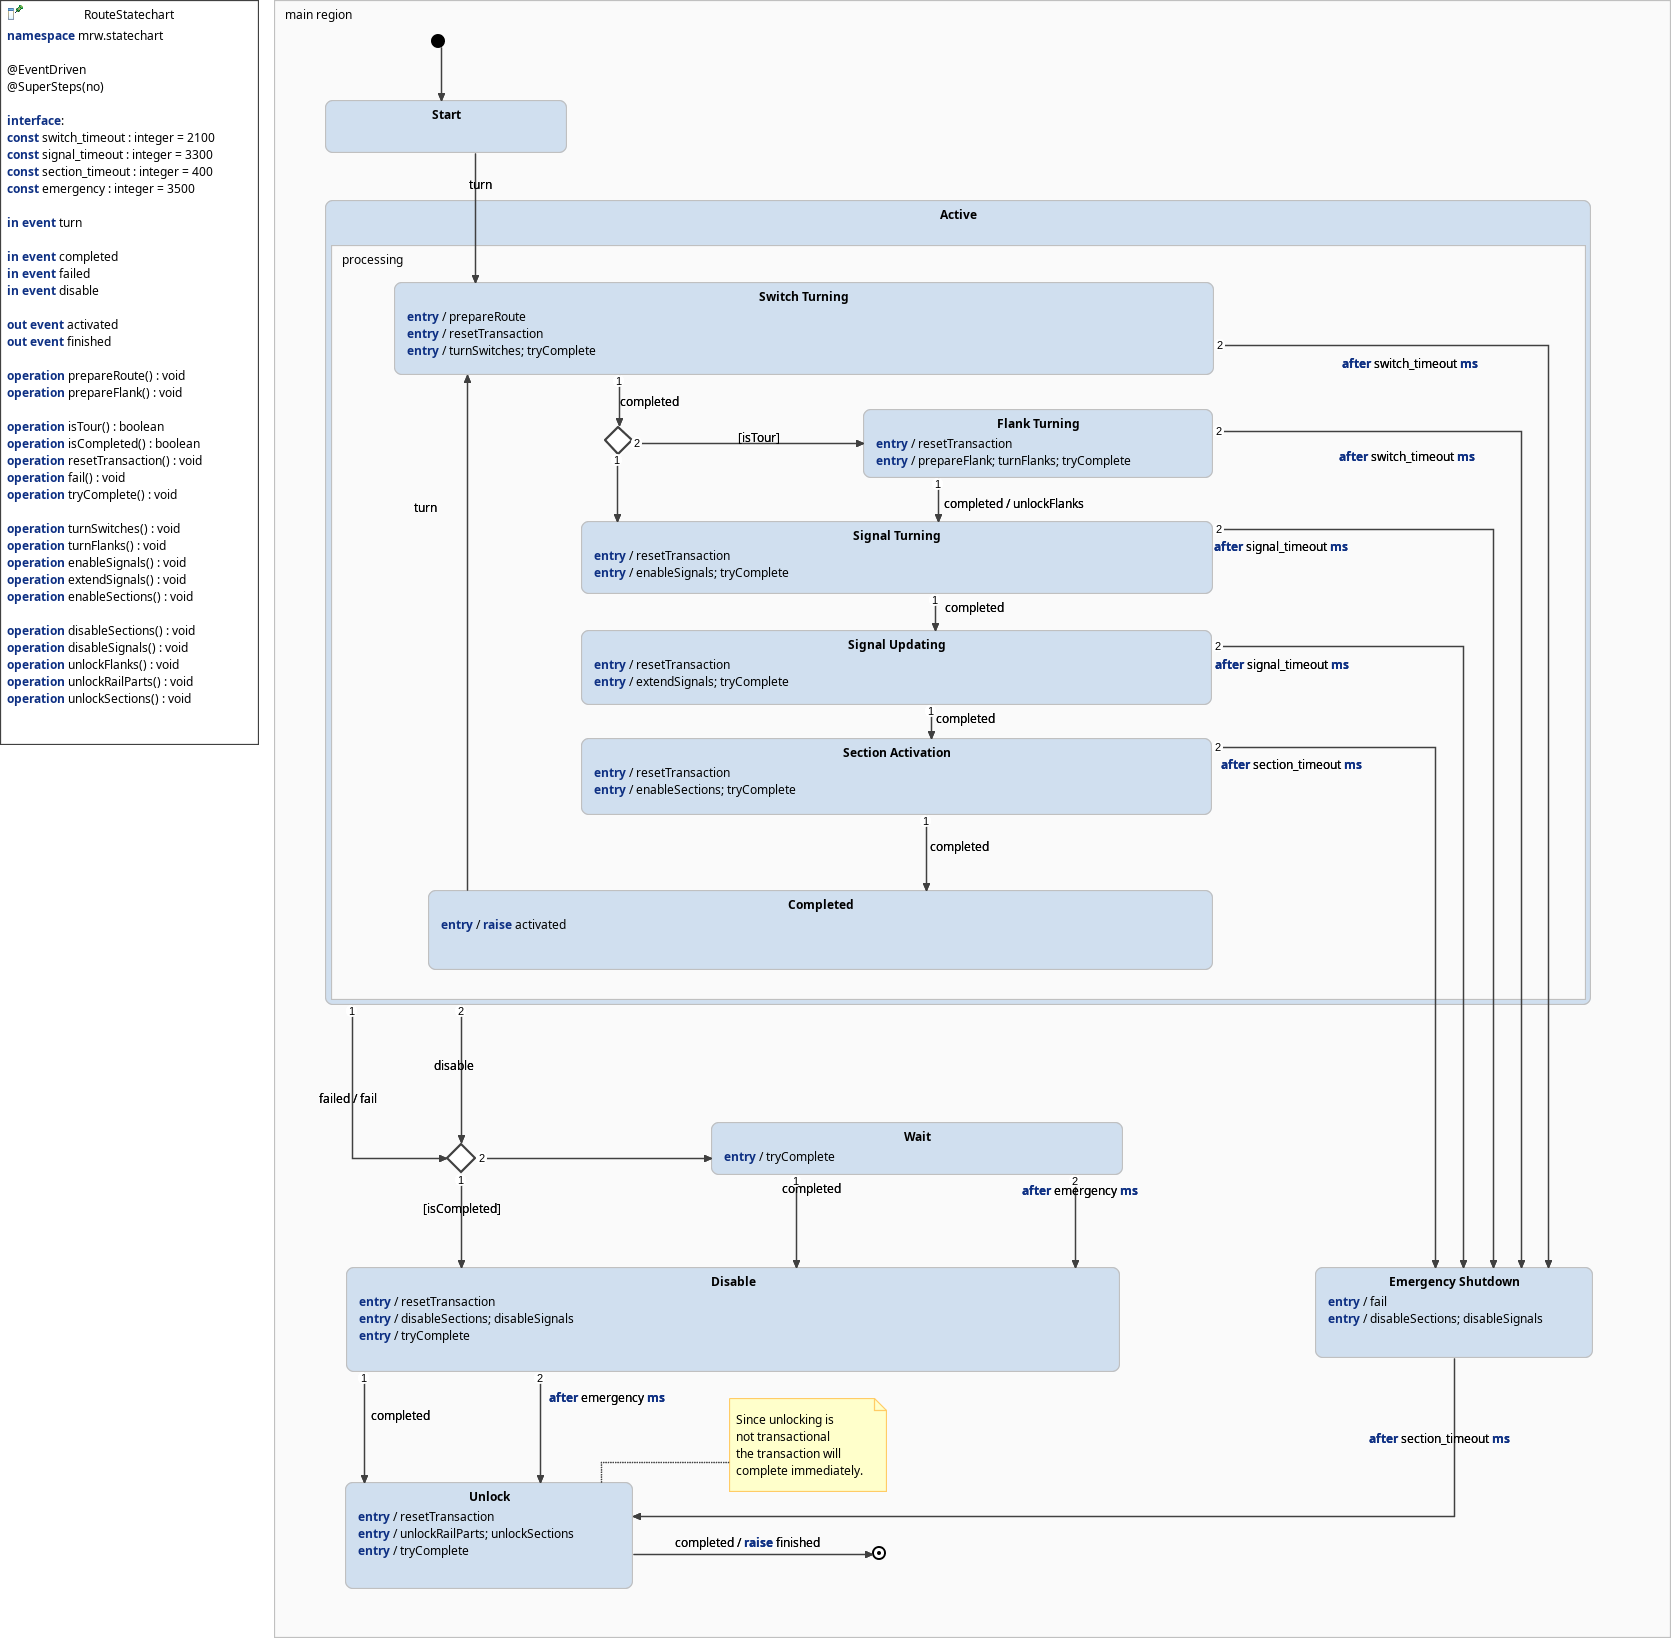 RouteStatechart
namespace mrw.statechart
@EventDriven
@SuperSteps(no)
interface:
const switch_timeout : integer = 2100
const signal_timeout : integer = 3300
const section_timeout : integer = 400
const emergency : integer = 3500
in event turn
in event completed
in event failed
in event disable
out event activated
out event finished
operation prepareRoute() : void
operation prepareFlank() : void
operation isTour() : boolean
operation isCompleted() : boolean
operation resetTransaction() : void
operation fail() : void
operation tryComplete() : void
operation turnSwitches() : void
operation turnFlanks() : void
operation enableSignals() : void
operation extendSignals() : void
operation enableSections() : void
operation disableSections() : void
operation disableSignals() : void
operation unlockFlanks() : void
operation unlockRailParts() : void
operation unlockSections() : void
main region
Start
turn
Active
processing
Switch Turning
entry / prepareRoute
entry / resetTransaction
entry / turnSwitches; tryComplete
2
after switch_timeout ms
1
completed
2
[isTour]
1
Flank Turning
entry / resetTransaction
entry / prepareFlank; turnFlanks; tryComplete
2
after switch_timeout ms
1
completed / unlockFlanks
turn
Signal Turning
entry / resetTransaction
entry / enableSignals; tryComplete
2
after signal_timeout ms
1
completed
Signal Updating
entry / resetTransaction
entry / extendSignals; tryComplete
2
after signal_timeout ms
1
completed
Section Activation
entry / resetTransaction
entry / enableSections; tryComplete
2
after section_timeout ms
1
completed
Completed
entry / raise activated
1
2
disable
failed / fail
2
1
[isCompleted]
Wait
entry / tryComplete
1
completed
2
after emergency ms
Disable
entry / resetTransaction
entry / disableSections; disableSignals
entry / tryComplete
Emergency Shutdown
entry / fail
entry / disableSections; disableSignals
1
completed
2
after emergency ms
Since unlocking is
not transactional
the transaction will
complete immediately.
after section_timeout ms
Unlock
entry / resetTransaction
entry / unlockRailParts; unlockSections
entry / tryComplete
completed / raise finished